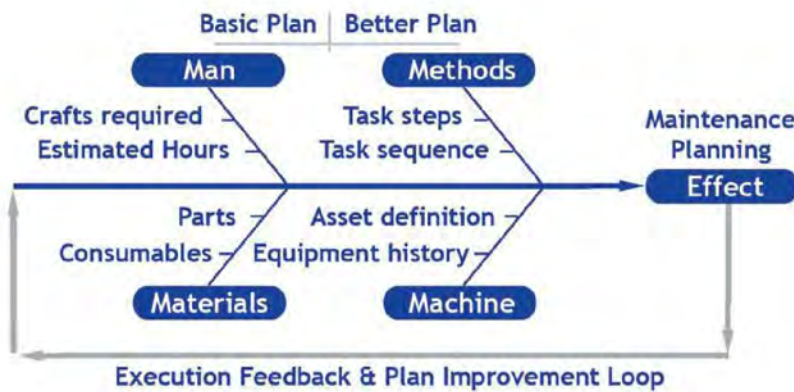 Basic Plan Better Plan
Man Methods
Crafts required Task steps
Estimated Hours Task sequence
Maintenance
Planning
Effect
Parts Asset definition
Consumables Equipment history
Materials Machine
Execution Feedback & Plan Improvement Loop